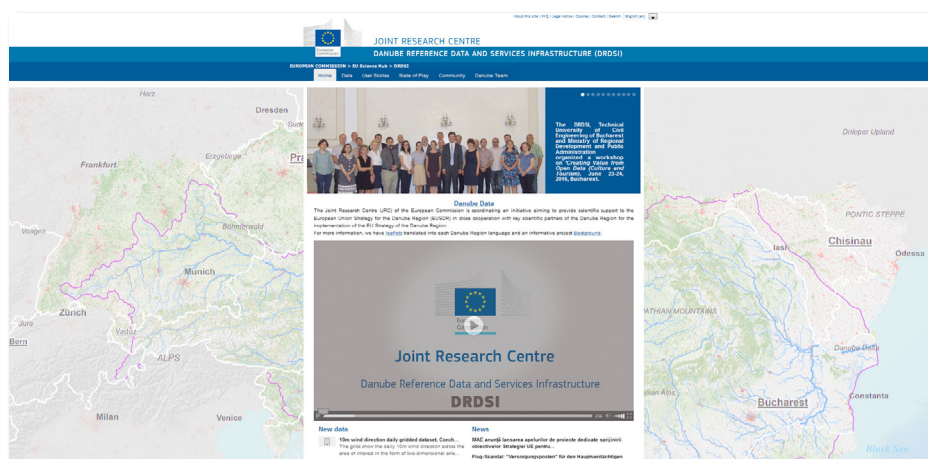 About this site | FAQ | Legal notice | Cookies | Contact | Search English (en)
European
Commission
JOINT RESEARCH CENTRE
DANUBE REFERENCE DATA AND SERVICES INFRASTRUCTURE (DRDSI)
EUROPEAN COMMISSION > EU Science Hub > DRDSI
Home Data User Stories State of Play Community Danube Team
Harz
Dresden
Frankfurt
Erzgebirge
Böhmerwald
Munich
Zürich
Vaduz
Jura
Bern
ALPS
Milan
Venice
The DRDSI, Technical
University of Civil
Engineering of Bucharest
and Ministry of Regional
Development and Public
Administration
organized a workshop
on "Creating Value from
Open Data (Culture and
Tourism), June 23-24,
2016, Bucharest.
Danube Data
The Joint Research Centre (JRC) of the European Commission is coordinating an initiative aiming to provide scientific support to the
European Union Strategy for the Danube Region (EUSDR) in close cooperation with key scientific partners of the Danube Region for the
implementation of the EU Strategy of the Danube Region
For more information, we have leaflets translated into each Danube Region language and an informative project Background.
Joint Research Centre
Danube Reference Data and Services Infrastructure
DRDSI
New data
10m wind direction daily gridded dataset, Czech...
The grids show the daily 10m wind direction across the
area of interest in the form of two-dimensional arra...
News
MAE anunță lansarea apelurilor de proiecte dedicate sprijinirii
obiectivelor Strategiei UE pentru...
Flug-Skandal: "Versorgungsposten" für den Hauptverdächtigen
Dnieper Upland
PONTIC STEPPE
Iasi
Chisinau
Odessa
Danube Delta
Constanta
Bucharest
Black Sea